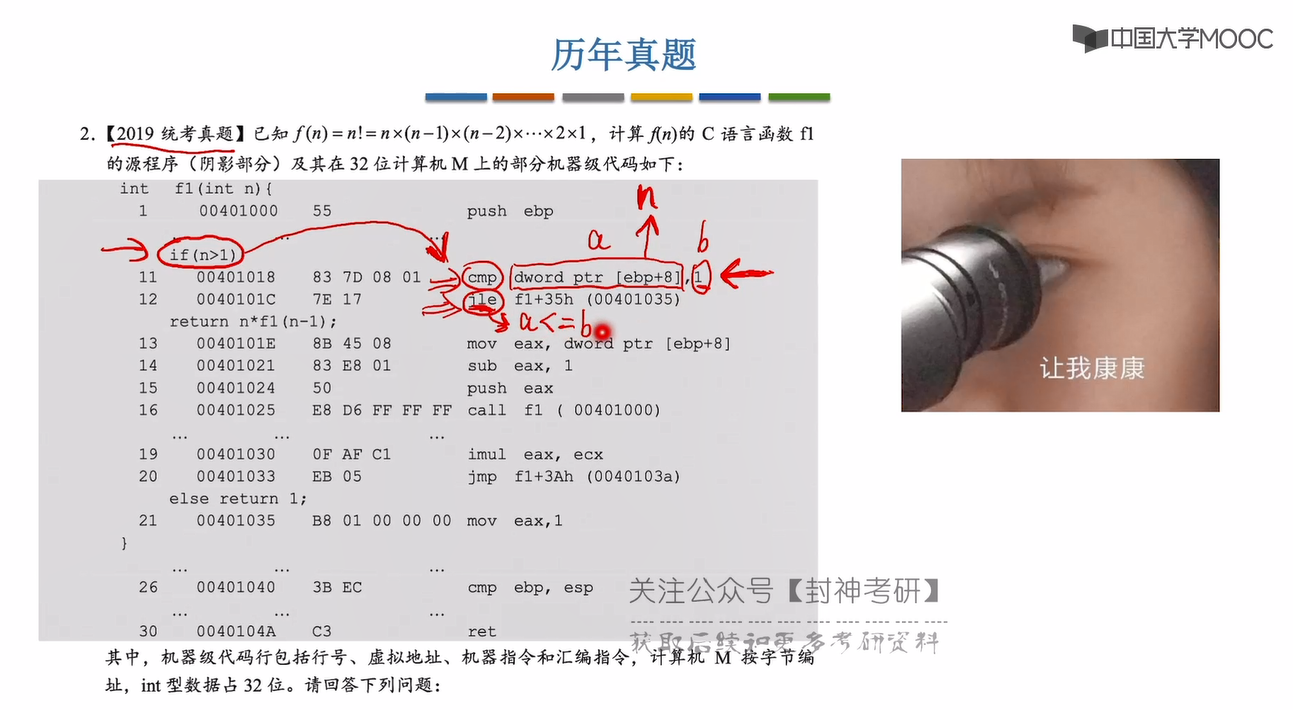 中国大学MOOC
历年真题
2.【2019 统考真题】已知 f(n)=n!=n×(n−1)×(n−2)×⋯×2×1，计算 f(n)的 C 语言函数 f1
的源程序（阴影部分）及其在 32 位计算机 M 上的部分机器级代码如下：
int f1(int n){
1 00401000 55 push ebp
… … …
if(n>1)
n
a b
11 00401018 83 7D 08 01 cmp dword ptr [ebp+8],1
12 0040101C 7E 17 jle f1+35h (00401035)
a<=b
return n*f1(n-1);
13 0040101E 8B 45 08 mov eax, dword ptr [ebp+8]
14 00401021 83 E8 01 sub eax, 1
15 00401024 50 push eax
16 00401025 E8 D6 FF FF FF call f1 ( 00401000)
… … …
19 00401030 0F AF C1 imul eax, ecx
20 00401033 EB 05 jmp f1+3Ah (0040103a)
else return 1;
21 00401035 B8 01 00 00 00 mov eax,1
}
… … …
26 00401040 3B EC cmp ebp, esp
… … …
30 0040104A C3 ret
其中，机器级代码行包括行号、虚拟地址、机器指令和汇编指令，计算机 M 按字节编
址，int 型数据占 32 位。请回答下列问题：
让我康康
关注公众号【封神考研】
获取后续和更多考研资料